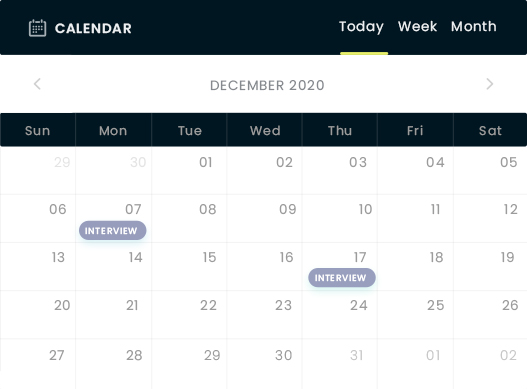 CALENDAR Today Week Month
DECEMBER 2020
Sun Mon Tue Wed Thu Fri Sat
29 30 01 02 03 04 05
06 07 08 09 10 11 12
INTERVIEW
13 14 15 16 17 18 19
INTERVIEW
20 21 22 23 24 25 26
27 28 29 30 31 01 02